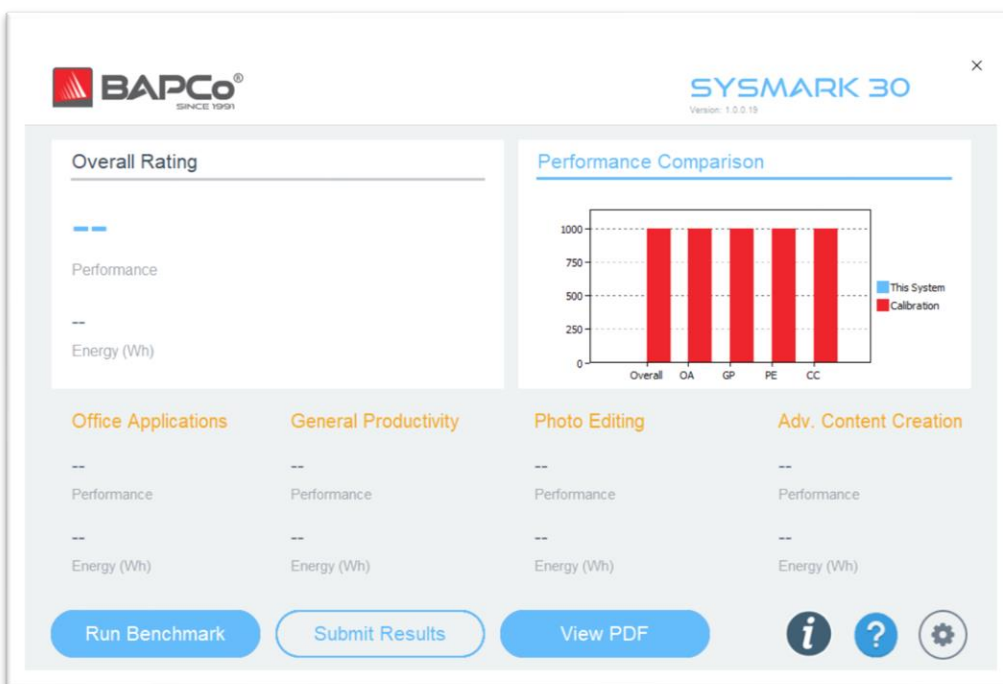 BAPCo®
SINCE 1991
SYSMARK 30
Version: 1.0.0.19
×
Overall Rating
--
Performance
--
Energy (Wh)
Performance Comparison
1000
750
500
250
0
Overall OA GP PE CC
This System
Calibration
Office Applications
--
Performance
--
Energy (Wh)
General Productivity
--
Performance
--
Energy (Wh)
Photo Editing
--
Performance
--
Energy (Wh)
Adv. Content Creation
--
Performance
--
Energy (Wh)
Run Benchmark
Submit Results
View PDF
i
?